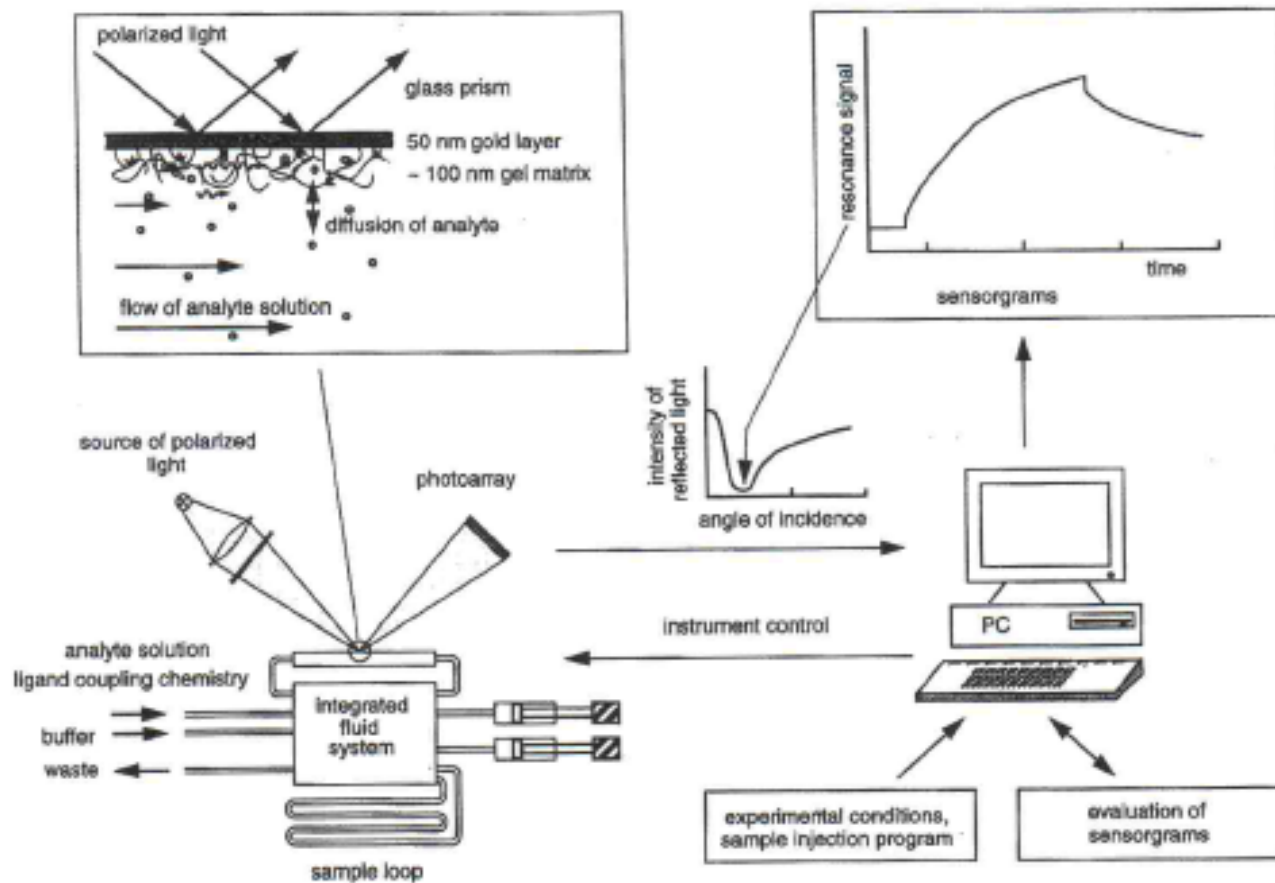 polarized light
glass prism
50 nm gold layer
~ 100 nm gel matrix
diffusion of analyte
flow of analyte solution
resonance signal
time
sensorgrams
source of polarized
light
photoarray
intensity of
reflected light
angle of incidence
analyte solution
ligand coupling chemistry
buffer
waste
integrated
fluid
system
sample loop
instrument control
PC
experimental conditions,
sample injection program
evaluation of
sensorgrams